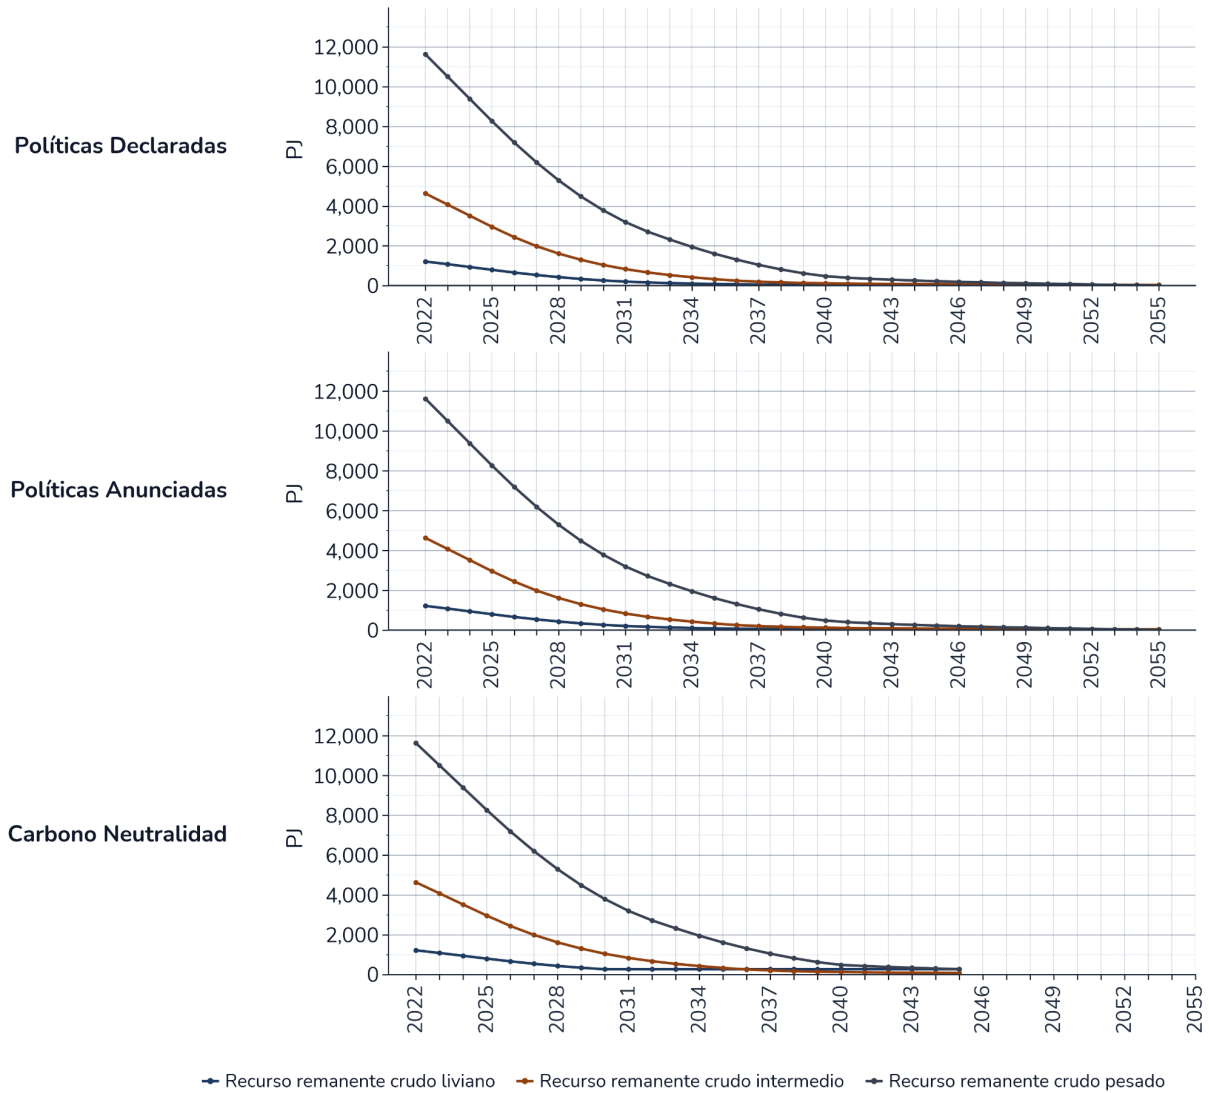 Políticas Declaradas
PJ
12,000
10,000
8,000
6,000
4,000
2,000
0
2022 2025 2028 2031 2034 2037 2040 2043 2046 2049 2052 2055
Políticas Anunciadas
PJ
12,000
10,000
8,000
6,000
4,000
2,000
0
2022 2025 2028 2031 2034 2037 2040 2043 2046 2049 2052 2055
Carbono Neutralidad
PJ
12,000
10,000
8,000
6,000
4,000
2,000
0
2022 2025 2028 2031 2034 2037 2040 2043 2046 2049 2052 2055
Recurso remanente crudo liviano Recurso remanente crudo intermedio Recurso remanente crudo pesado